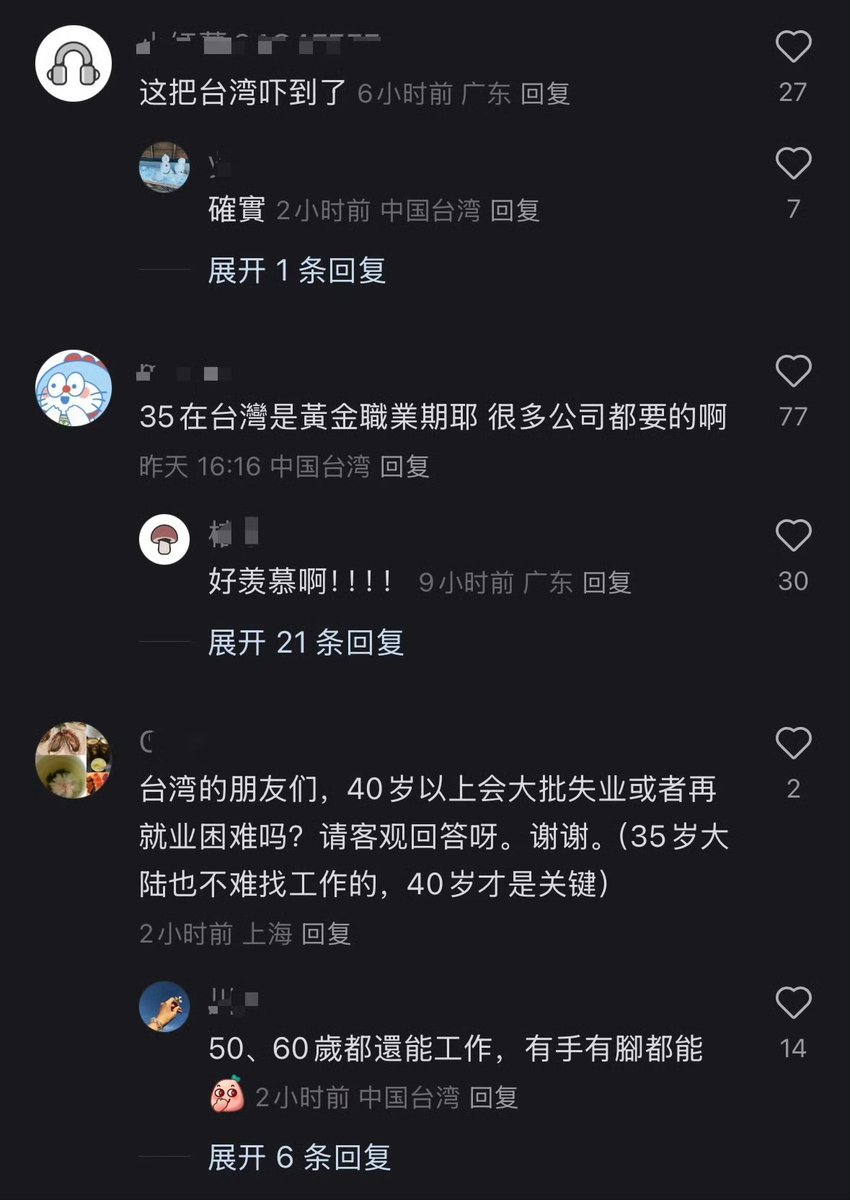 这把台湾吓到了 6小时前 广东 回复
27
確實 2小时前 中国台湾 回复
7
展开 1 条回复
35在台灣是黃金職業期耶 很多公司都要的啊
77
昨天 16:16 中国台湾 回复
好羡慕啊!!!! 9小时前 广东 回复
30
展开 21 条回复
台湾的朋友们，40岁以上会大批失业或者再
2
就业困难吗？请客观回答呀。谢谢。（35岁大
陆也不难找工作的，40岁才是关键）
2小时前 上海 回复
50、60歲都還能工作，有手有腳都能
14
2小时前 中国台湾 回复
展开 6 条回复